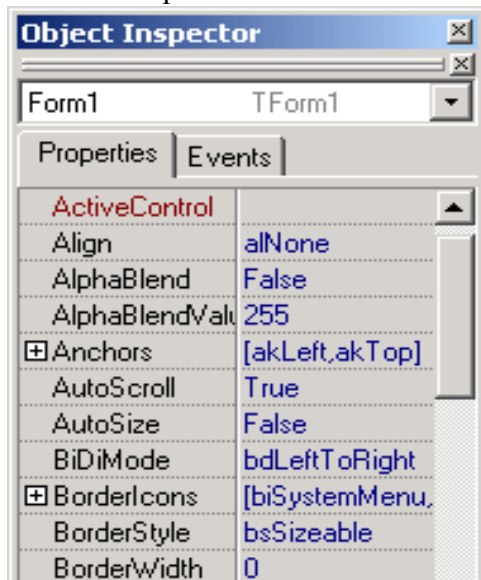 Object Inspector
Form1 TForm1
Properties Events
ActiveControl
Align alNone
AlphaBlend False
AlphaBlendValu 255
Anchors [akLeft,akTop]
AutoScroll True
AutoSize False
BiDiMode bdLeftToRight
BorderIcons [biSystemMenu,
BorderStyle bsSizeable
BorderWidth 0